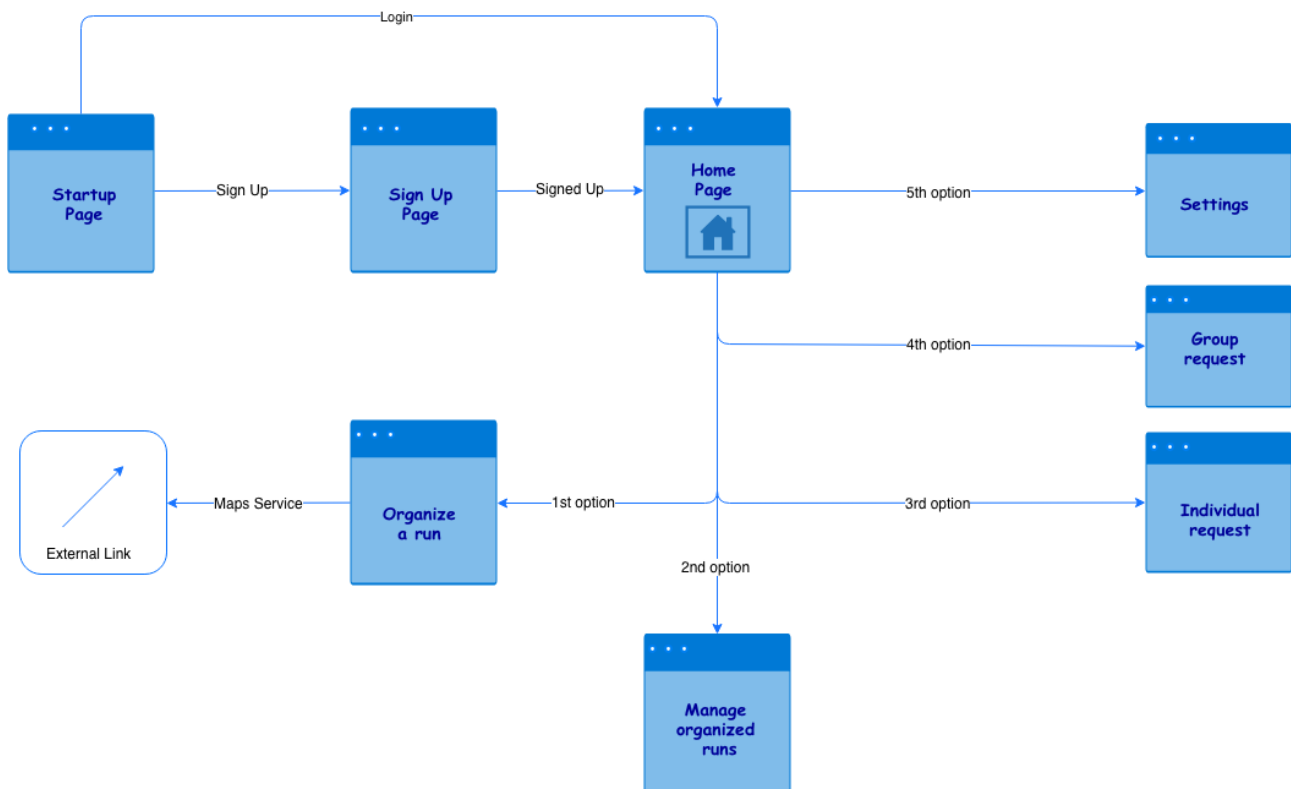 Login
Startup
Page
Sign Up
Sign Up
Page
Signed Up
Home
Page
5th option
Settings
4th option
Group
request
External Link
Maps Service
Organize
a run
1st option
3rd option
Individual
request
2nd option
Manage
organized
runs